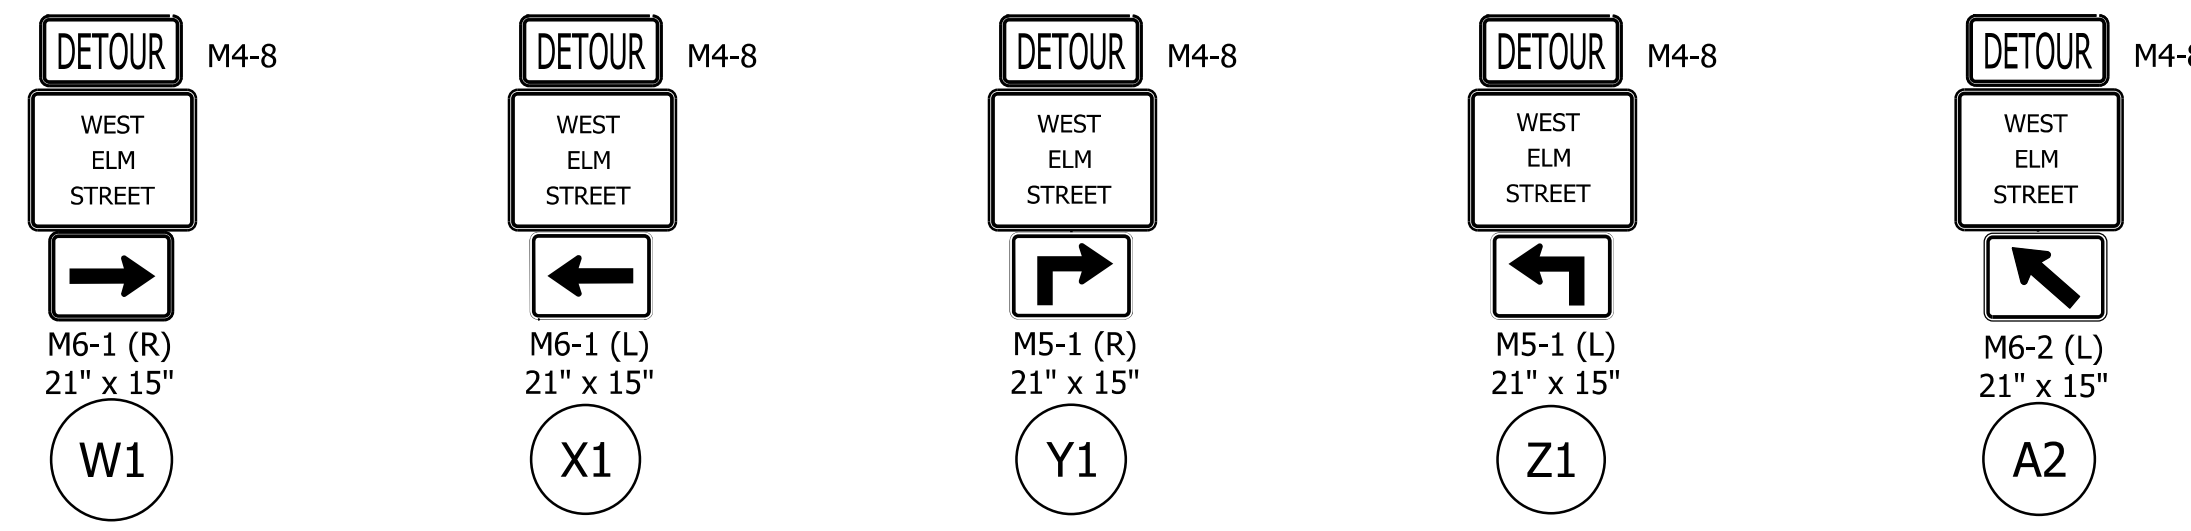 DETOUR M4-8
WEST
ELM
STREET
M6-1 (R)
21" x 15"
W1
DETOUR M4-8
WEST
ELM
STREET
M6-1 (L)
21" x 15"
X1
DETOUR M4-8
WEST
ELM
STREET
M5-1 (R)
21" x 15"
Y1
DETOUR M4-8
WEST
ELM
STREET
M5-1 (L)
21" x 15"
Z1
DETOUR M4-8
WEST
ELM
STREET
M6-2 (L)
21" x 15"
A2